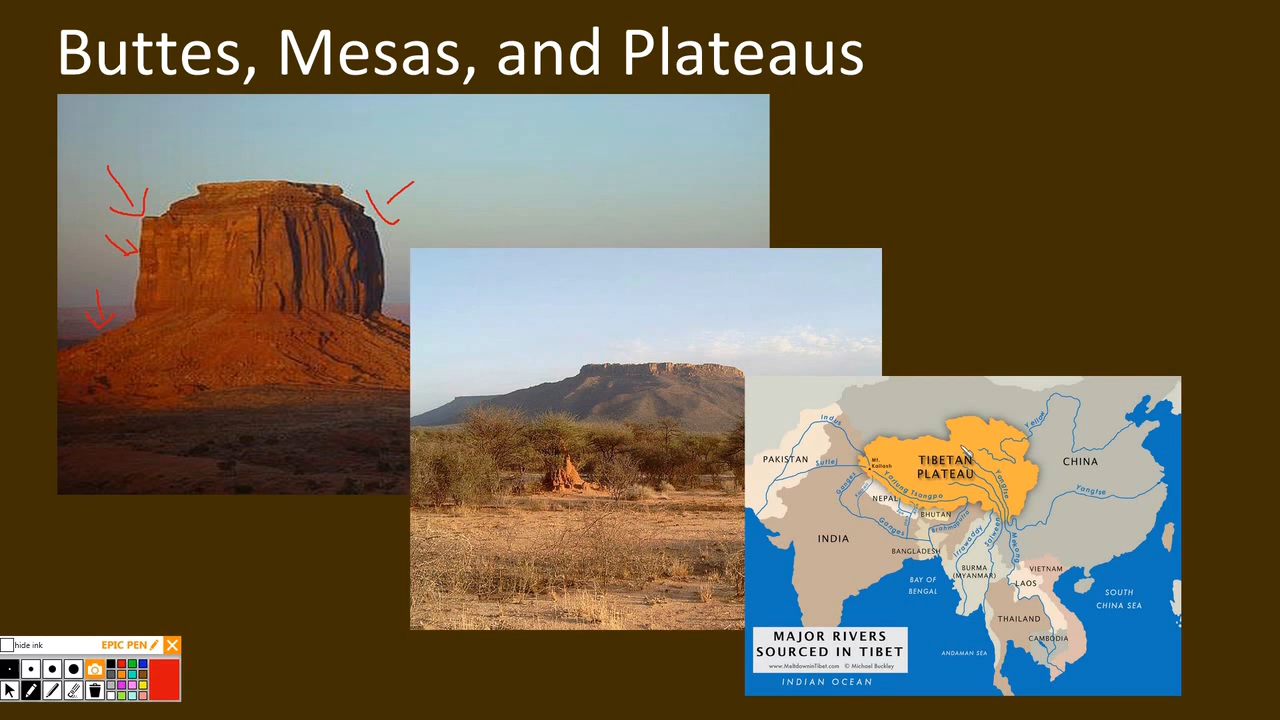 Buttes, Mesas, and Plateaus
Indus
Yellow
PAKISTAN
Sutlej
Mt.
Kailash
TIBETAN
PLATEAU
CHINA
Yarlung Tsangpo
Yangtse
Yangtse
Ganges
NEPAL
BHUTAN
Brahmaputra
Ganges
INDIA
BANGLADESH
Irrawaddy
Salween
Mekong
BURMA
(MYANMAR)
VIETNAM
LAOS
BAY OF
BENGAL
SOUTH
CHINA SEA
THAILAND
CAMBODIA
ANDAMAN SEA
MAJOR RIVERS
SOURCED IN TIBET
www.MeltdowninTibet.com © Michael Buckley
INDIAN OCEAN
hide ink
EPIC PEN